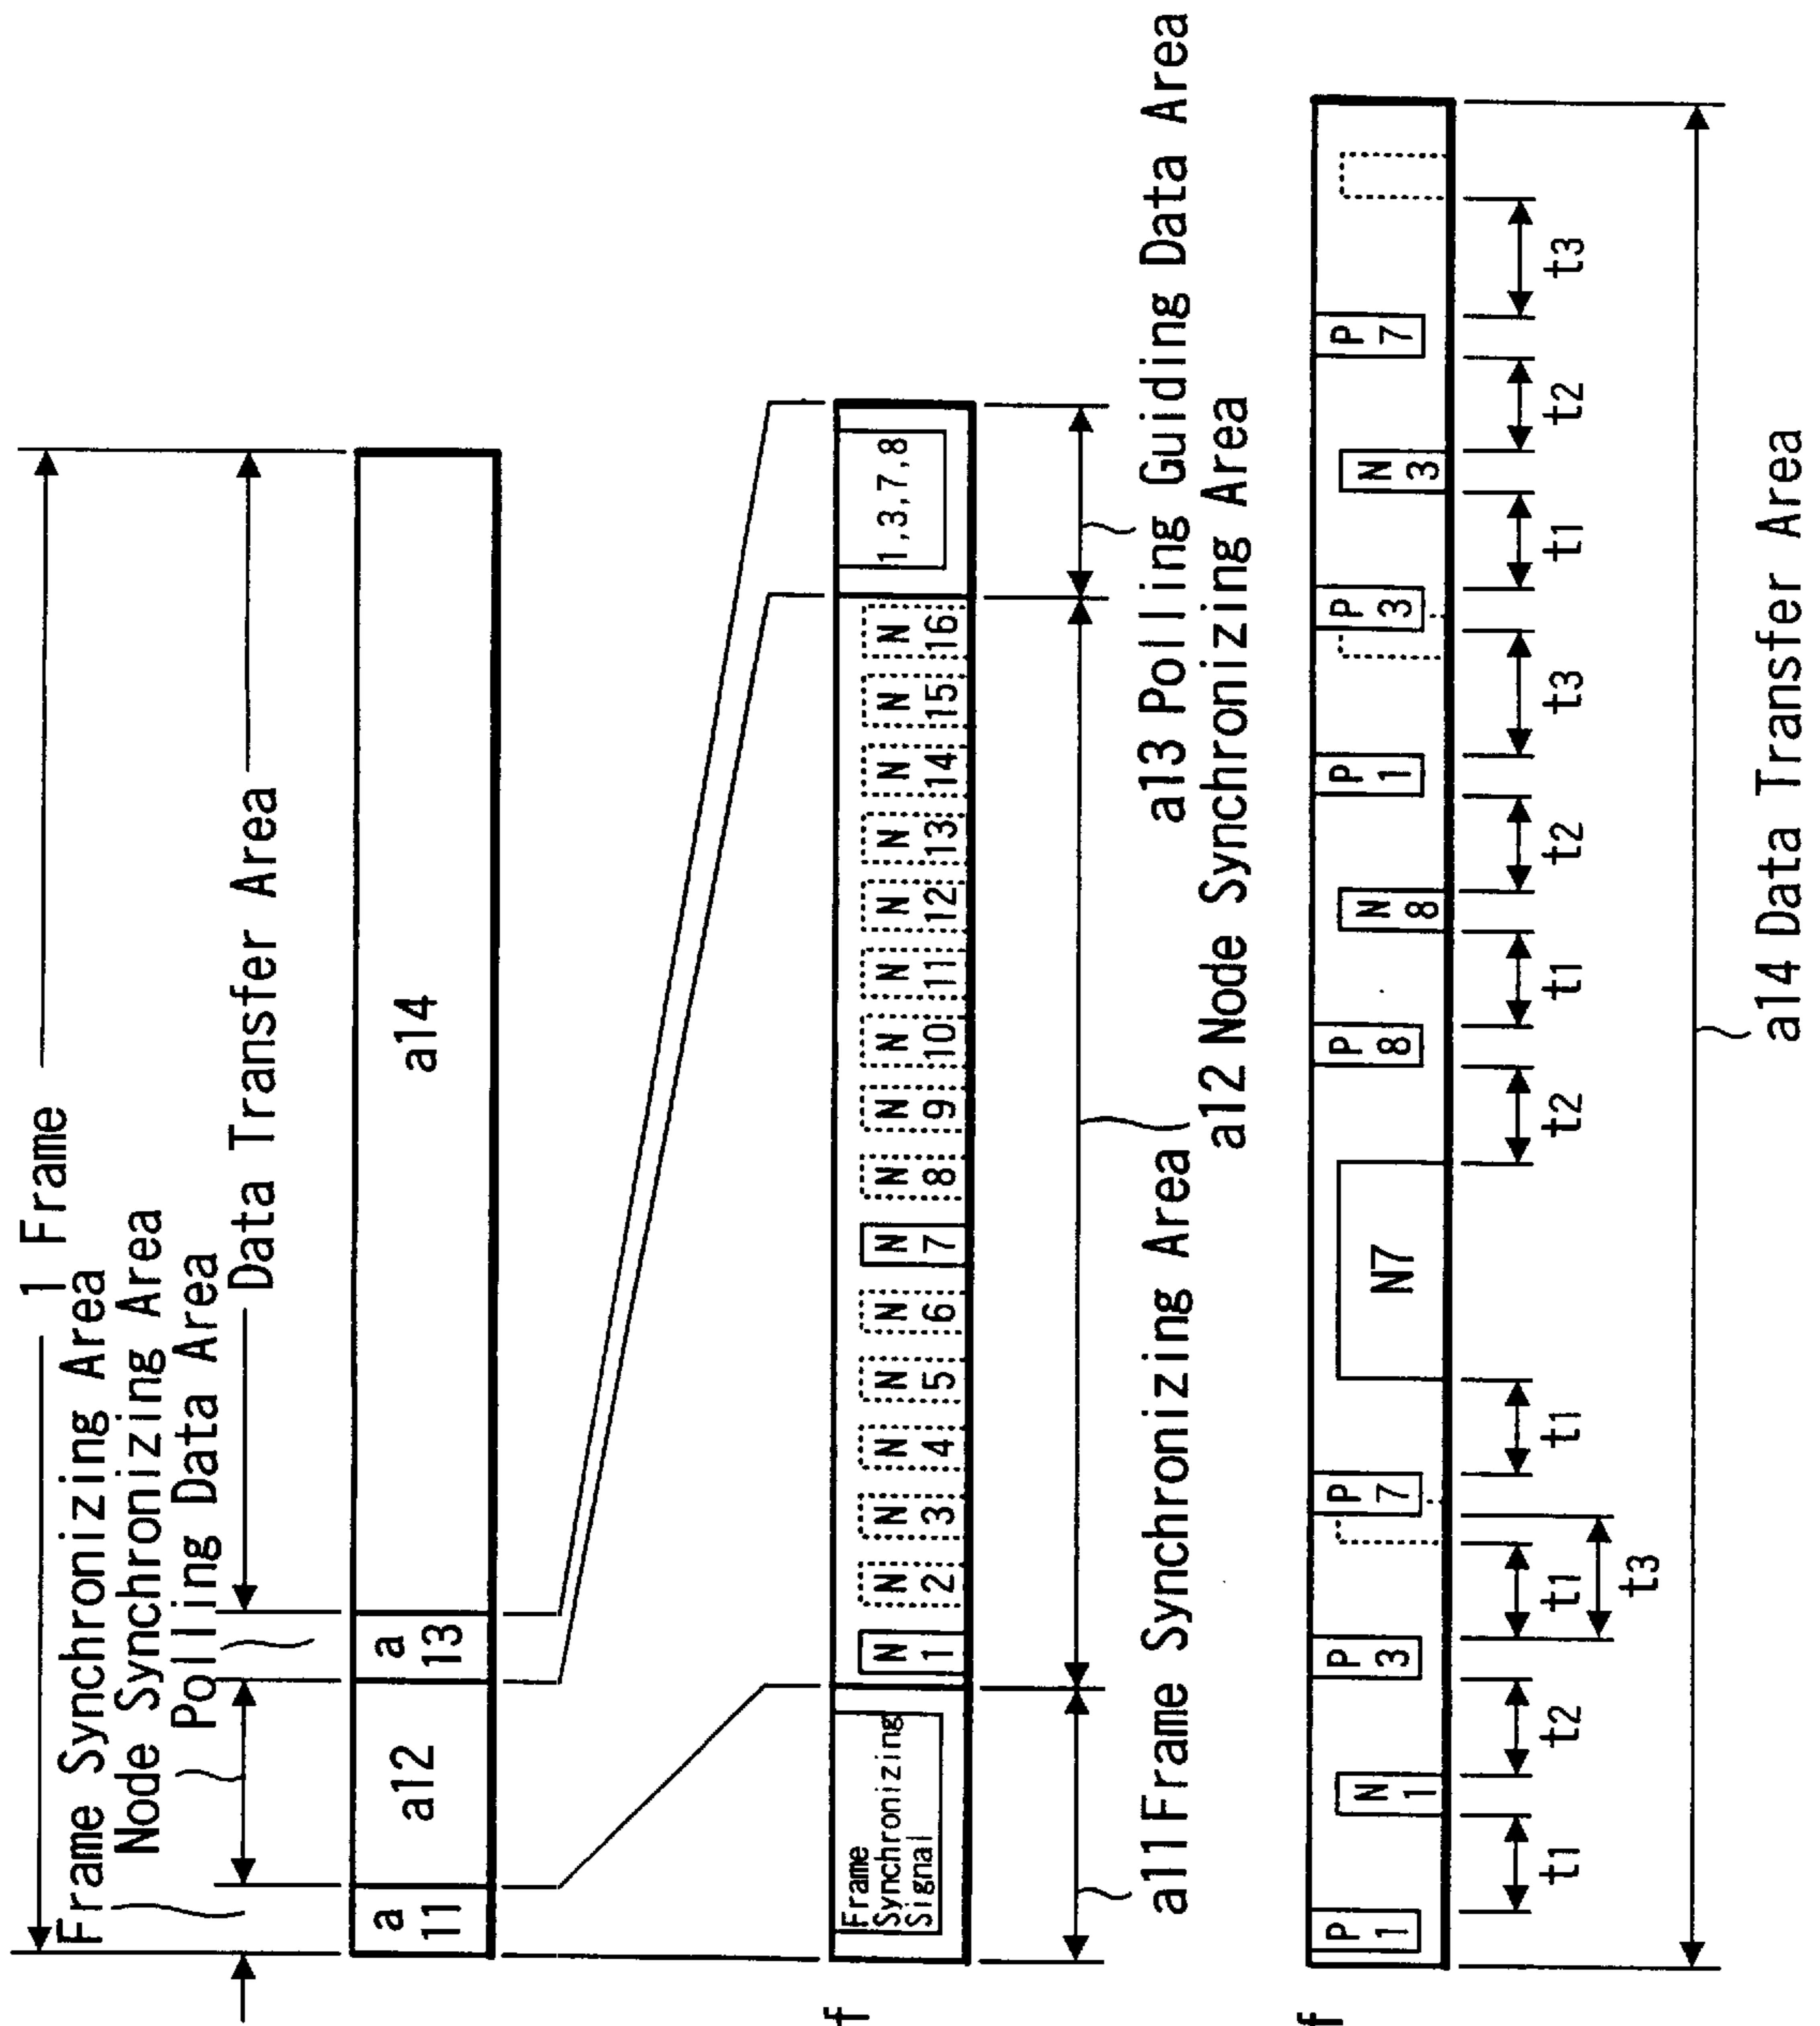 1 Frame
Frame Synchronizing Area
Node Synchronizing Area
Polling Data Area
Data Transfer Area
a
11
a12
a
13
a14
f
Frame
Synchronizing
Signal
N
1
N
2
N
3
N
4
N
5
N
6
N
7
N
8
N
9
N
10
N
11
N
12
N
13
N
14
N
15
N
16
1,3,7,8
a11 Frame Synchronizing Area
a13 Polling Guiding Data Area
a12 Node Synchronizing Area
f
P
1
N
1
P
3
P
7
N7
P
8
N
8
P
1
P
3
N
3
P
7
t1
t2
t1
t3
t1
t2
t1
t2
t3
t1
t2
t3
a14 Data Transfer Area